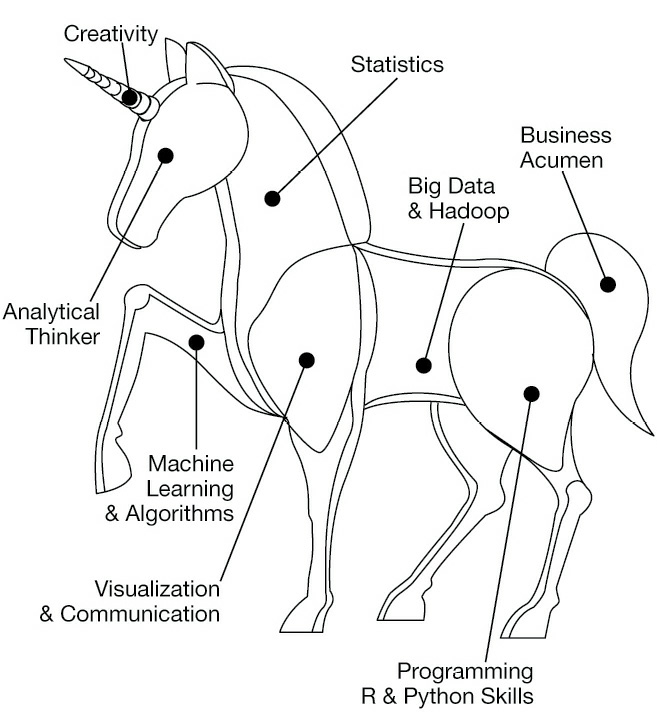 Creativity
Statistics
Business
Acumen
Big Data
& Hadoop
Analytical
Thinker
Machine
Learning
& Algorithms
Visualization
& Communication
Programming
R & Python Skills